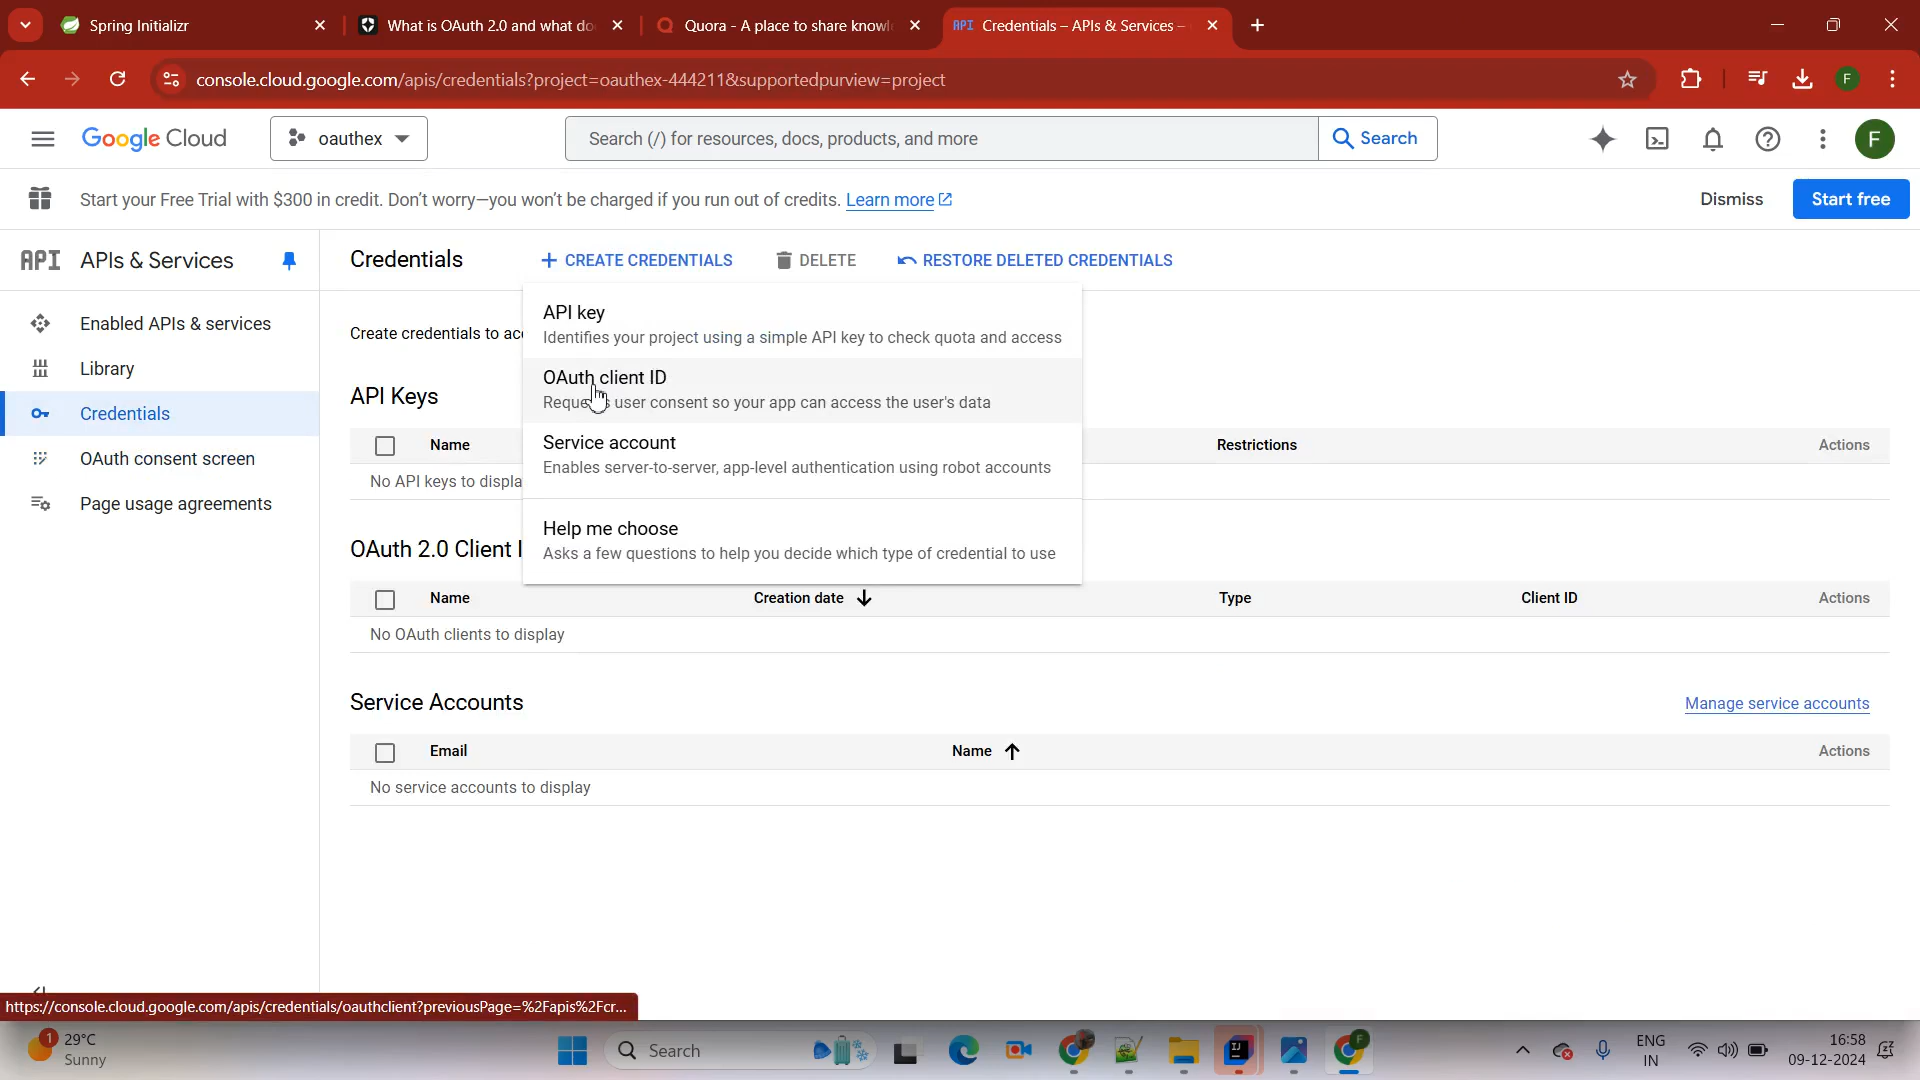 Spring Initializr
What is OAuth 2.0 and what do
Quora - A place to share knowl
API Credentials – APIs & Services –
console.cloud.google.com/apis/credentials?project=oauthex-444211&supportedpurview=project
F
Google Cloud
oauthex
Search (/) for resources, docs, products, and more
Search
F
Start your Free Trial with $300 in credit. Don't worry—you won't be charged if you run out of credits. Learn more
Dismiss
Start free
API APIs & Services
Credentials
+ CREATE CREDENTIALS
DELETE
RESTORE DELETED CREDENTIALS
Enabled APIs & services
Library
Credentials
OAuth consent screen
Page usage agreements
Create credentials to acc
API key
Identifies your project using a simple API key to check quota and access
OAuth client ID
Requests user consent so your app can access the user's data
Service account
Enables server-to-server, app-level authentication using robot accounts
Help me choose
Asks a few questions to help you decide which type of credential to use
API Keys
Name
Restrictions
Actions
No API keys to displa
OAuth 2.0 Client I
Name
Creation date
Type
Client ID
Actions
No OAuth clients to display
Service Accounts
Manage service accounts
Email
Name
Actions
No service accounts to display
https://console.cloud.google.com/apis/credentials/oauthclient?previousPage=%2Fapis%2Fcr...
1
29°C
Sunny
Search
IJ
F
ENG
IN
16:58
09-12-2024